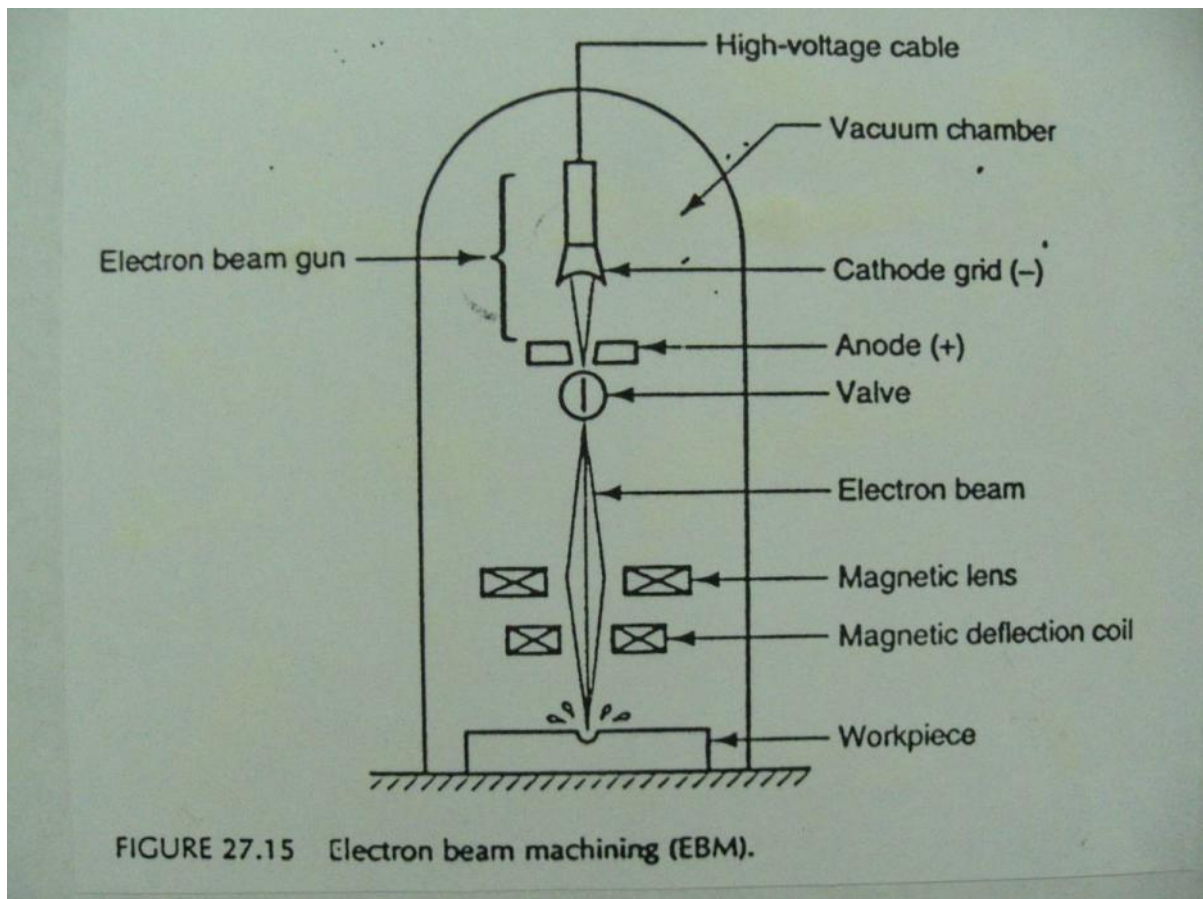 High-voltage cable
Vacuum chamber
Electron beam gun
Cathode grid (–)
Anode (+)
Valve
Electron beam
Magnetic lens
Magnetic deflection coil
Workpiece
FIGURE 27.15 Electron beam machining (EBM).